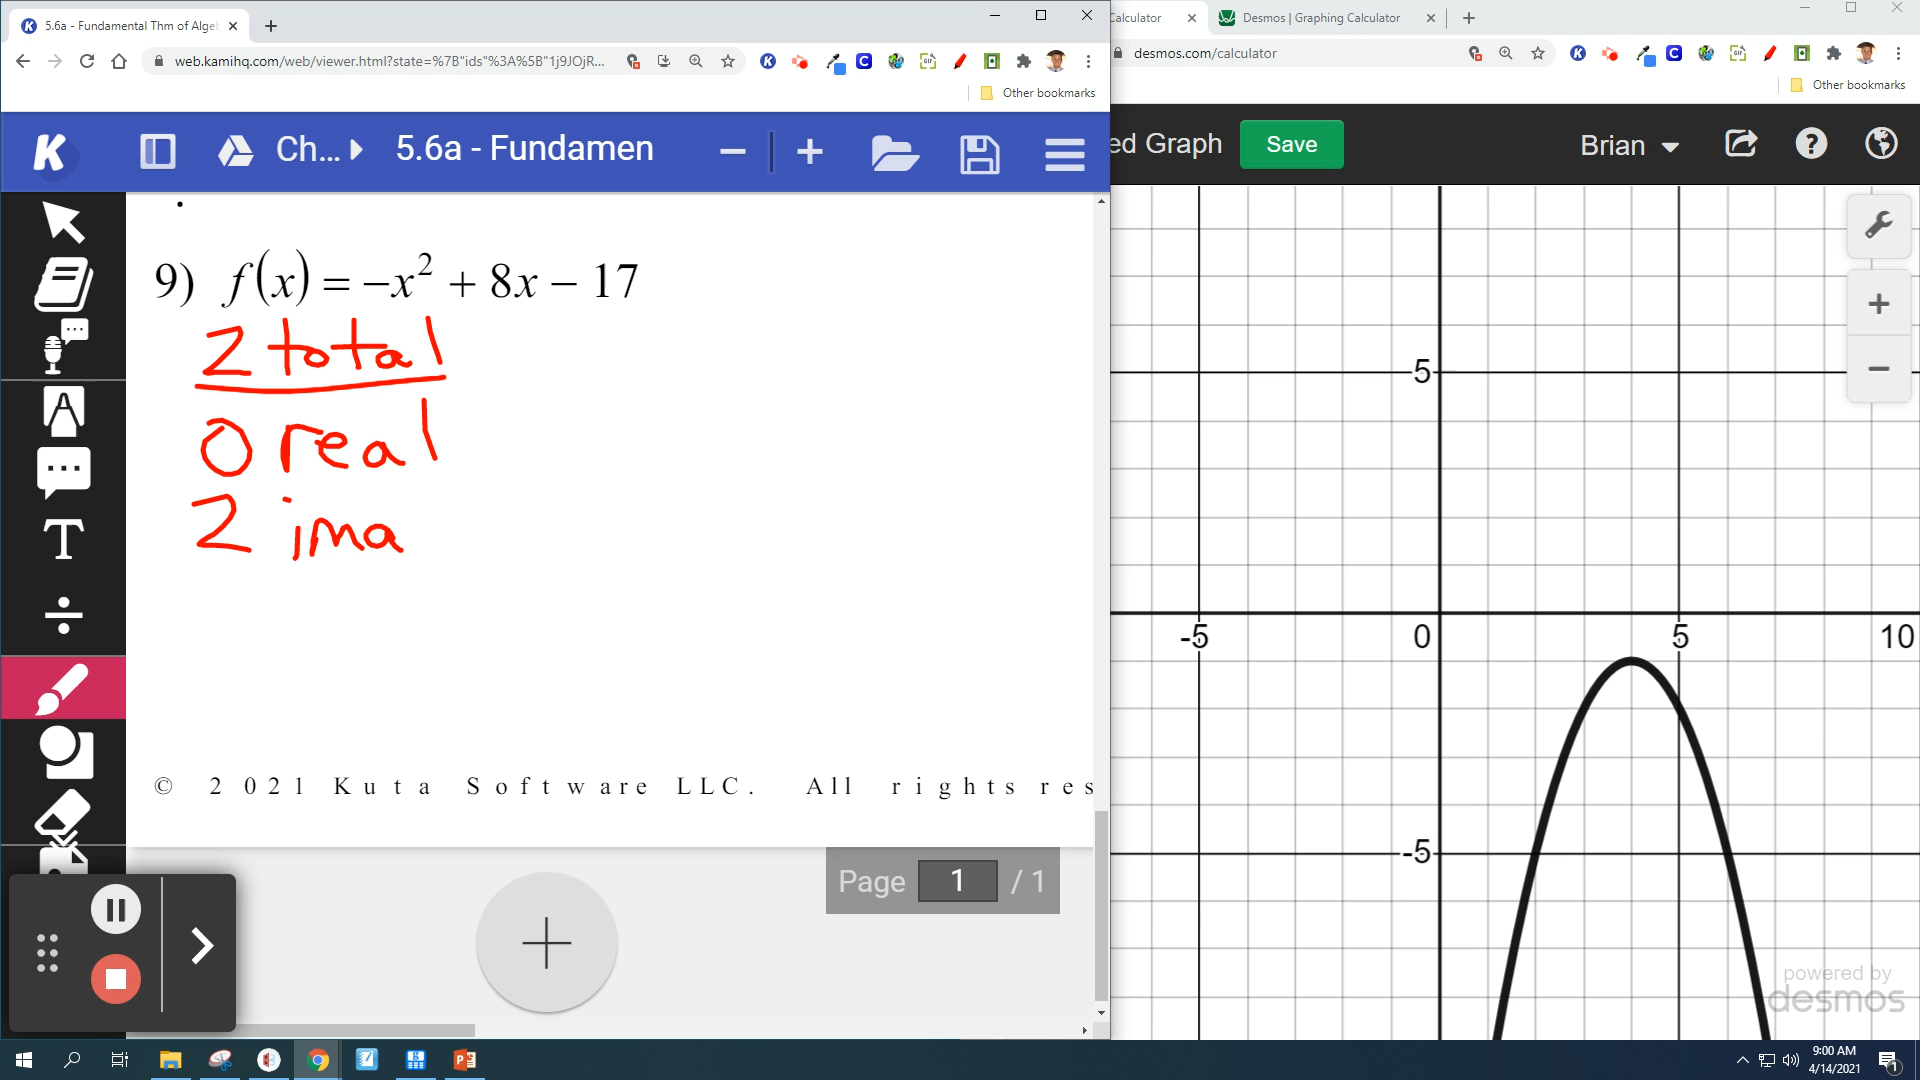 5.6a - Fundamental Thm of Alge
Calculator
Desmos | Graphing Calculator
web.kamihq.com/web/viewer.html?state=%7B"ids"%3A%5B"1j9JOjR...
desmos.com/calculator
Other bookmarks
Other bookmarks
Ch...
5.6a - Fundamen
ed Graph
Save
Brian
9) f(x) = −x² + 8x − 17
2 total
0 real
2 ima
5
-5
0
5
10
-5
© 2021 Kuta Software LLC. All rights res
Page 1 / 1
powered by
desmos
9:00 AM
4/14/2021
1